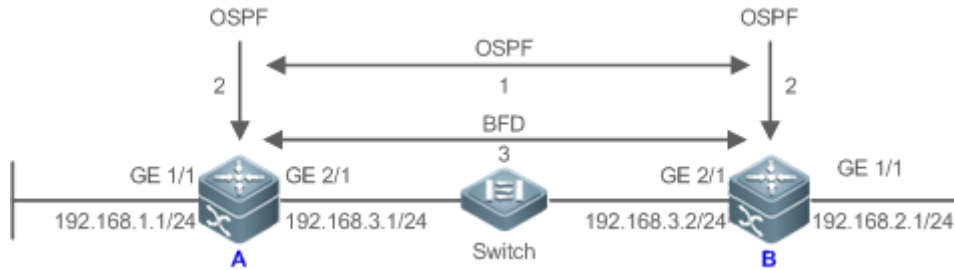 OSPF
OSPF
OSPF
2
1
2
BFD
3
GE 1/1
GE 2/1
GE 2/1
GE 1/1
192.168.1.1/24
192.168.3.1/24
192.168.3.2/24
192.168.2.1/24
Switch
A
B